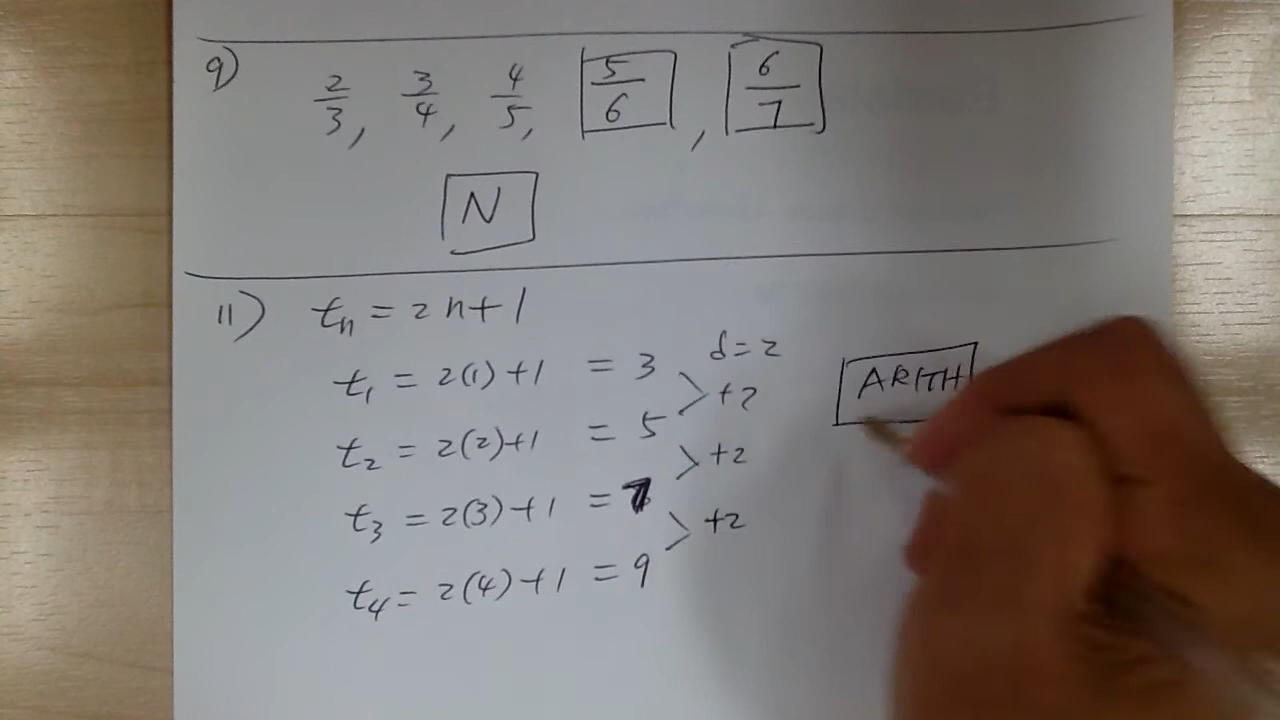 9) 2/3, 3/4, 4/5, 5/6, 6/7
N
11) tn = 2n+1
d=2
t1 = 2(1)+1 = 3 ARITH
+2
t2 = 2(2)+1 = 5
+2
t3 = 2(3)+1 = 7
+2
t4 = 2(4)+1 = 9